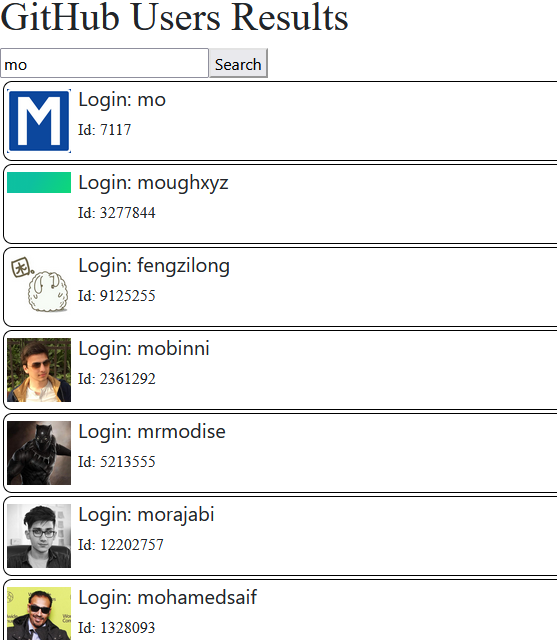 GitHub Users Results
mo Search
M
Login: mo
Id: 7117
Login: moughxyz
Id: 3277844
Login: fengzilong
Id: 9125255
Login: mobinni
Id: 2361292
Login: mrmodise
Id: 5213555
Login: morajabi
Id: 12202757
Login: mohamedsaif
Id: 1328093